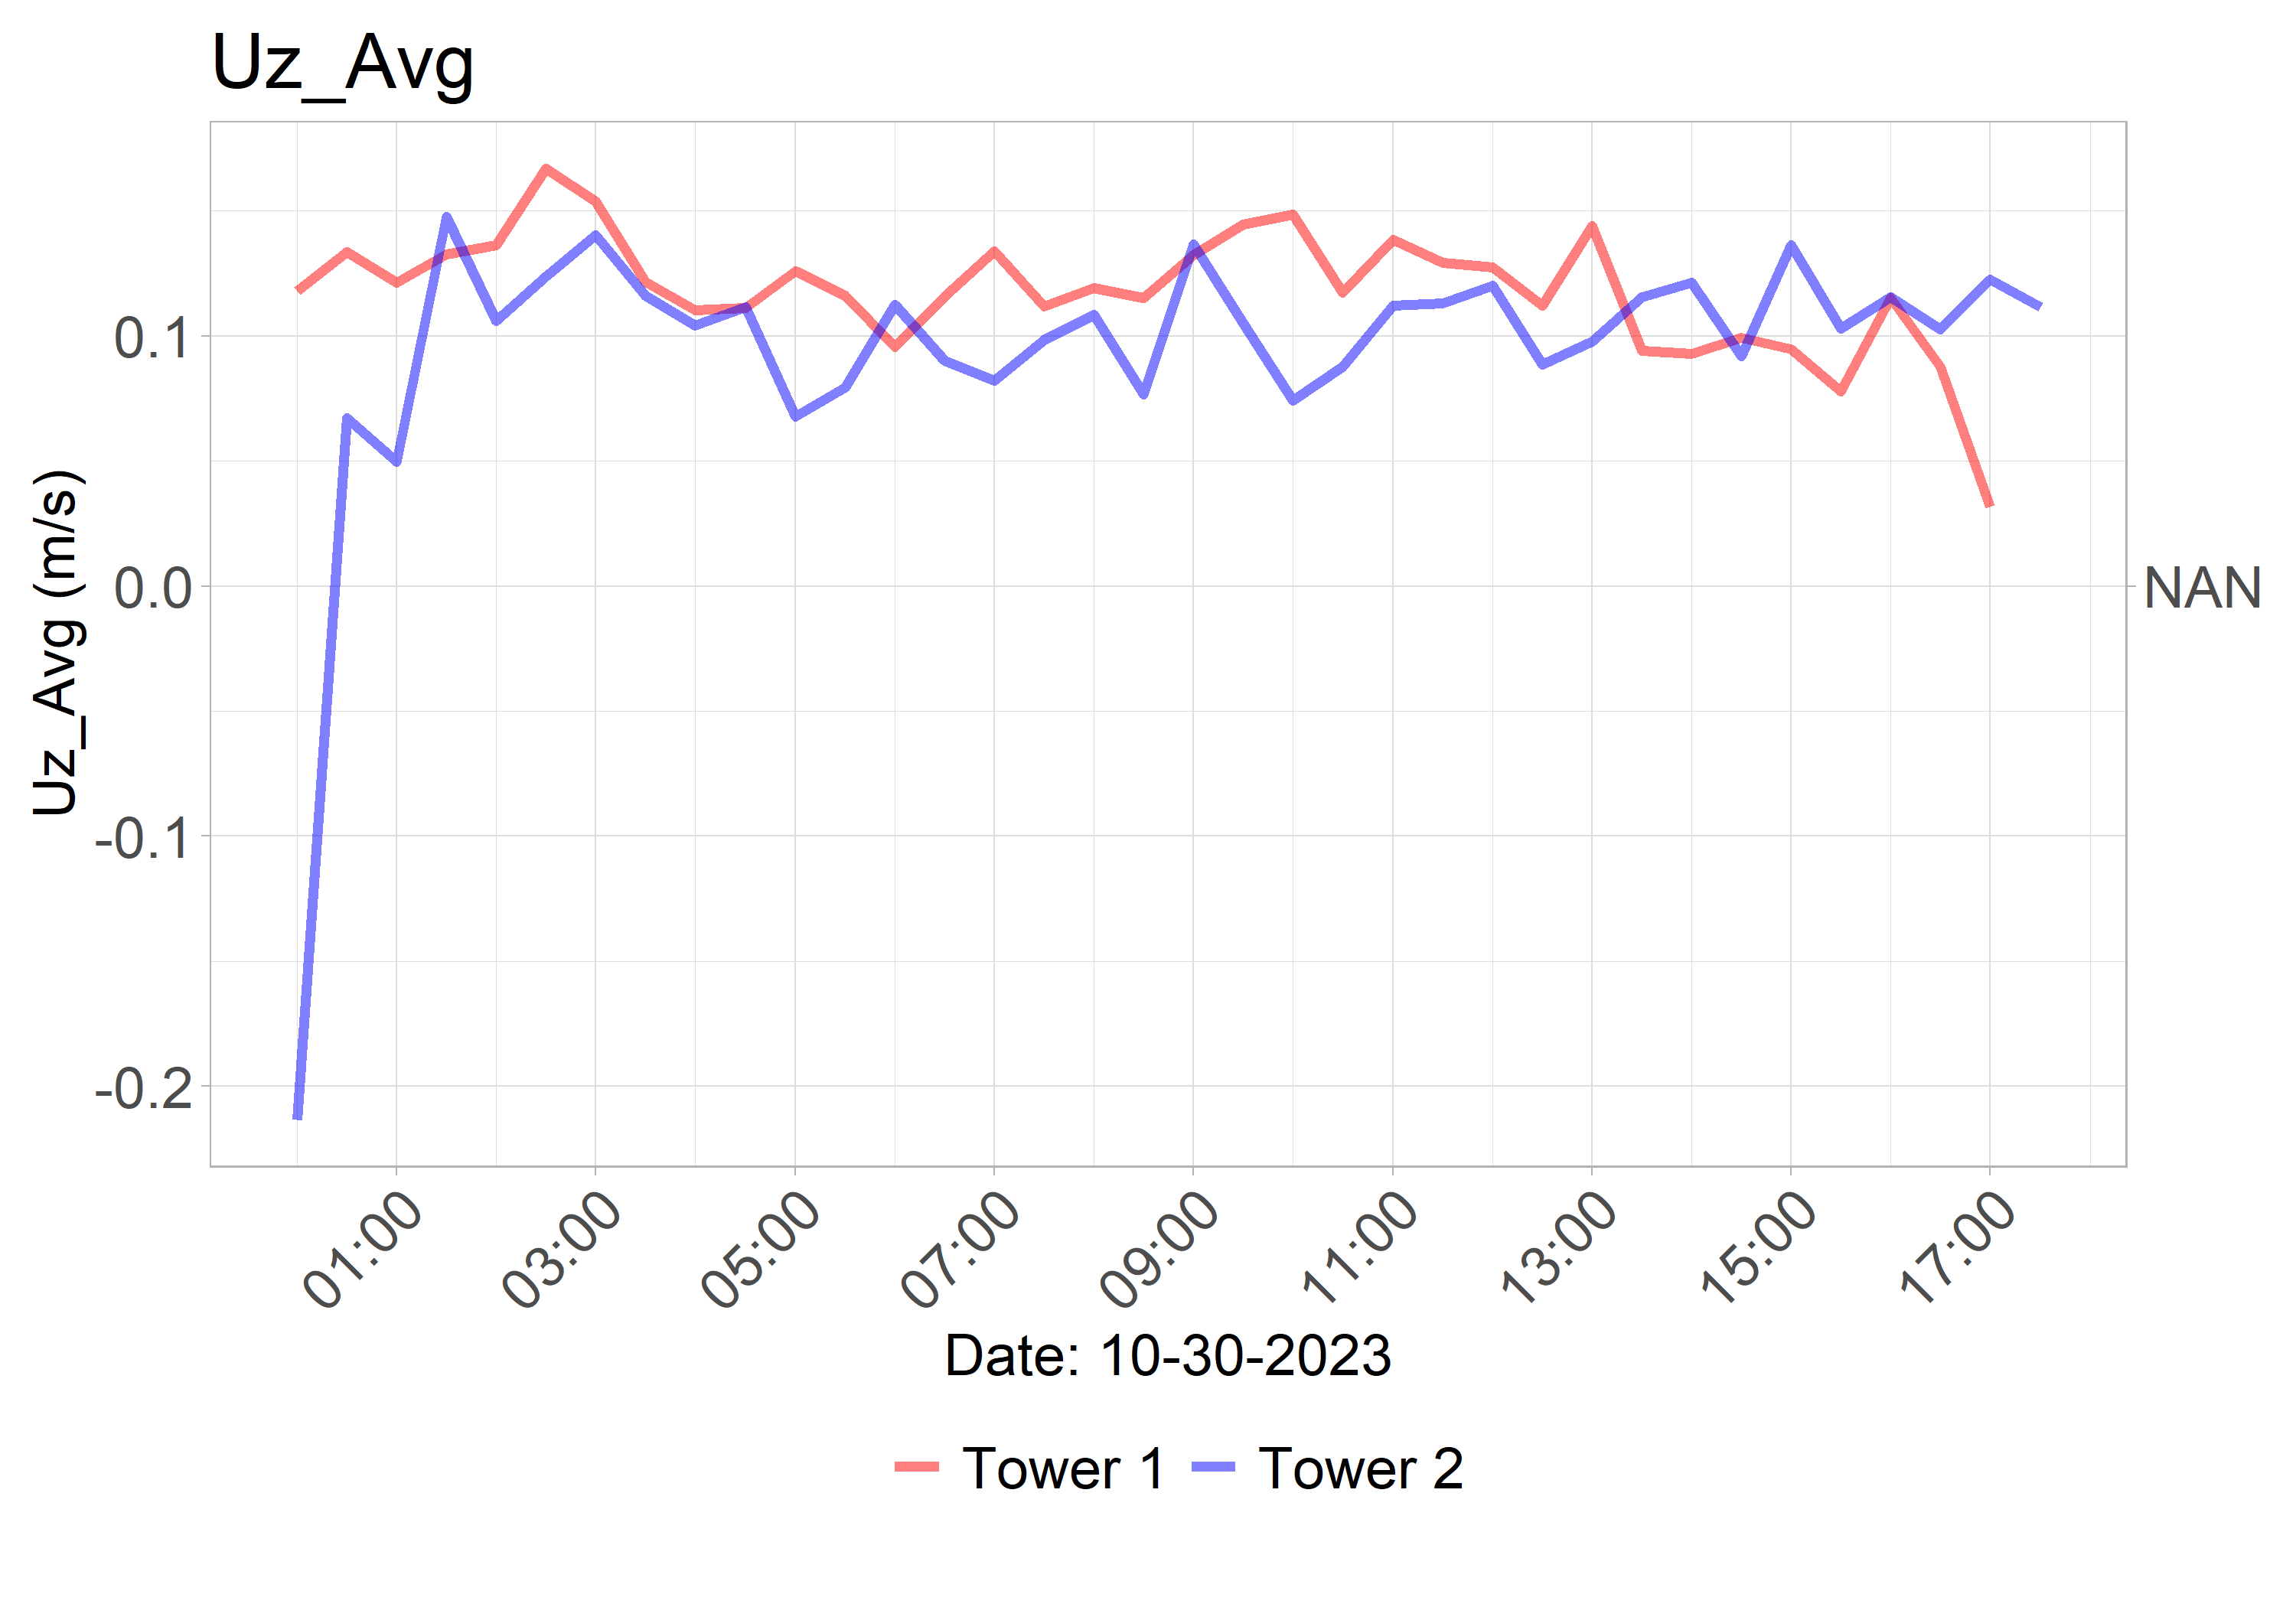 Uz_Avg
Uz_Avg (m/s)
0.1
0.0
-0.1
-0.2
NAN
01:00 03:00 05:00 07:00 09:00 11:00 13:00 15:00 17:00
Date: 10-30-2023
Tower 1 Tower 2